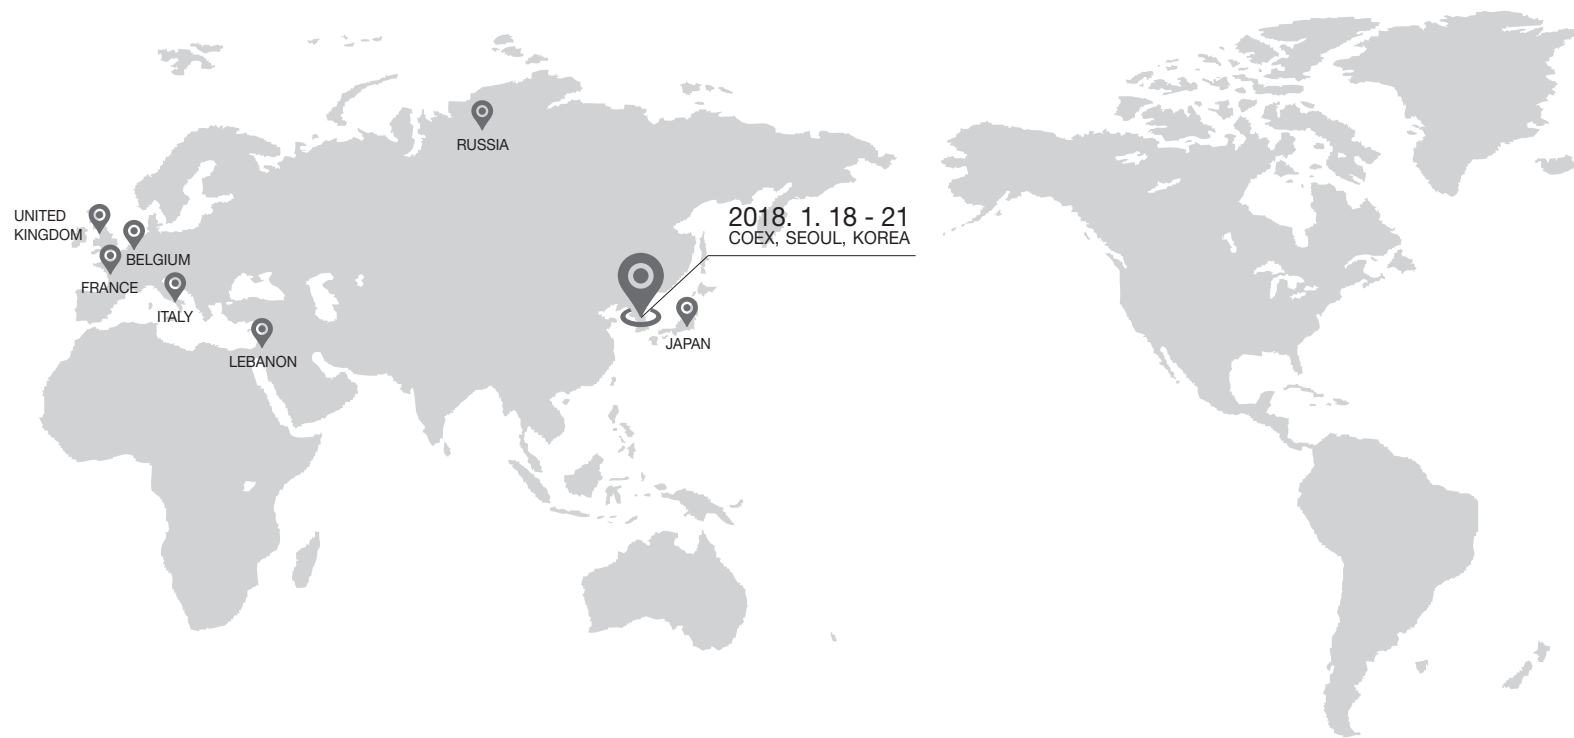 RUSSIA
UNITED
KINGDOM
2018. 1. 18 - 21
COEX, SEOUL, KOREA
BELGIUM
FRANCE
ITALY
JAPAN
LEBANON